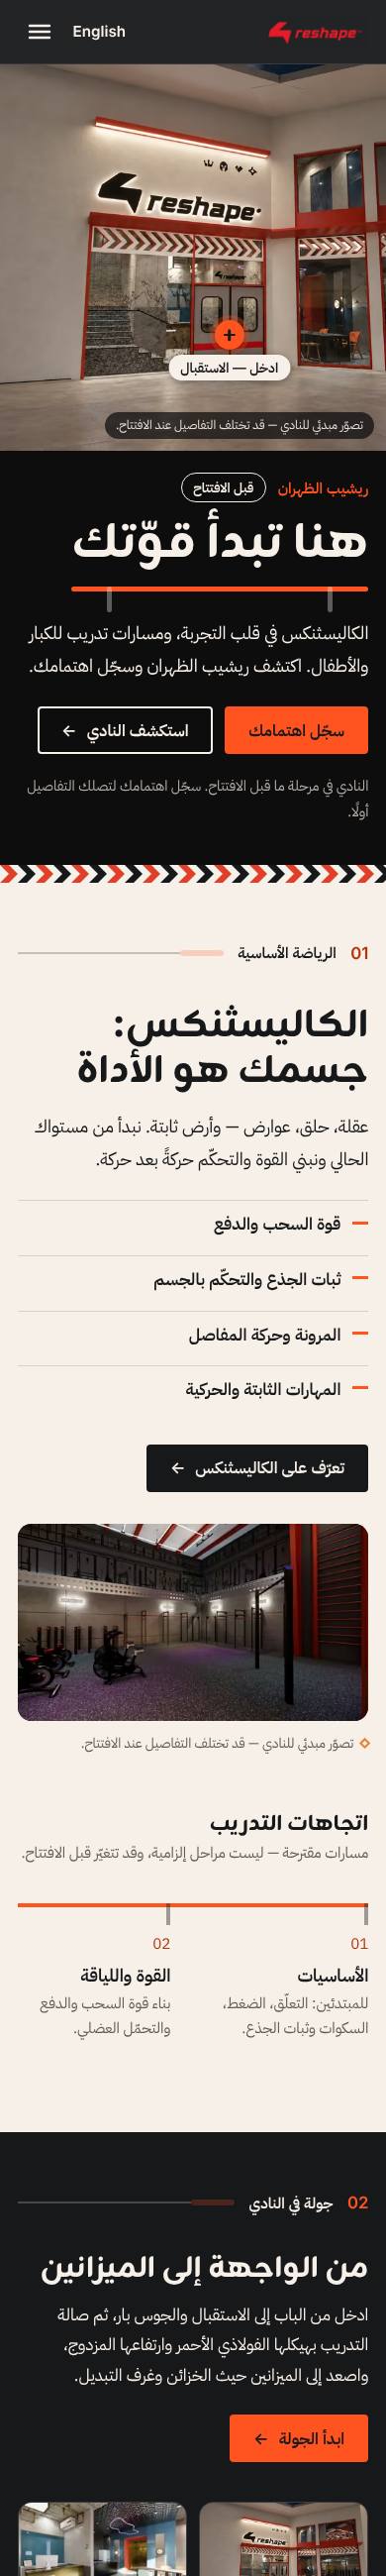 reshape
English
reshape
reshape
ادخل — الاستقبال
تصوّر مبدئي للنادي — قد تختلف التفاصيل عند الافتتاح.
ريشيب الظهران
قبل الافتتاح
هنا تبدأ قوّتك
الكاليسثنكس في قلب التجربة، ومسارات تدريب للكبار
والأطفال. اكتشف ريشيب الظهران وسجّل اهتمامك.
سجّل اهتمامك
استكشف النادي ←
النادي في مرحلة ما قبل الافتتاح. سجّل اهتمامك لتصلك التفاصيل
أولًا.
01 الرياضة الأساسية
الكاليسثنكس:
جسمك هو الأداة
عقلة، حلق، عوارض — وأرض ثابتة. نبدأ من مستواك
الحالي ونبني القوة والتحكّم حركةً بعد حركة.
قوة السحب والدفع
ثبات الجذع والتحكّم بالجسم
المرونة وحركة المفاصل
المهارات الثابتة والحركية
تعرّف على الكاليسثنكس ←
تصوّر مبدئي للنادي — قد تختلف التفاصيل عند الافتتاح.
اتجاهات التدريب
مسارات مقترحة — ليست مراحل إلزامية، وقد تتغيّر قبل الافتتاح.
01
الأساسيات
للمبتدئين: التعلّق، الضغط،
السكوات وثبات الجذع.
02
القوة واللياقة
بناء قوة السحب والدفع
والتحمّل العضلي.
02 جولة في النادي
من الواجهة إلى الميزانين
ادخل من الباب إلى الاستقبال والجوس بار، ثم صالة
التدريب بهيكلها الفولاذي الأحمر وارتفاعها المزدوج،
واصعد إلى الميزانين حيث الخزائن وغرف التبديل.
ابدأ الجولة ←
reshape